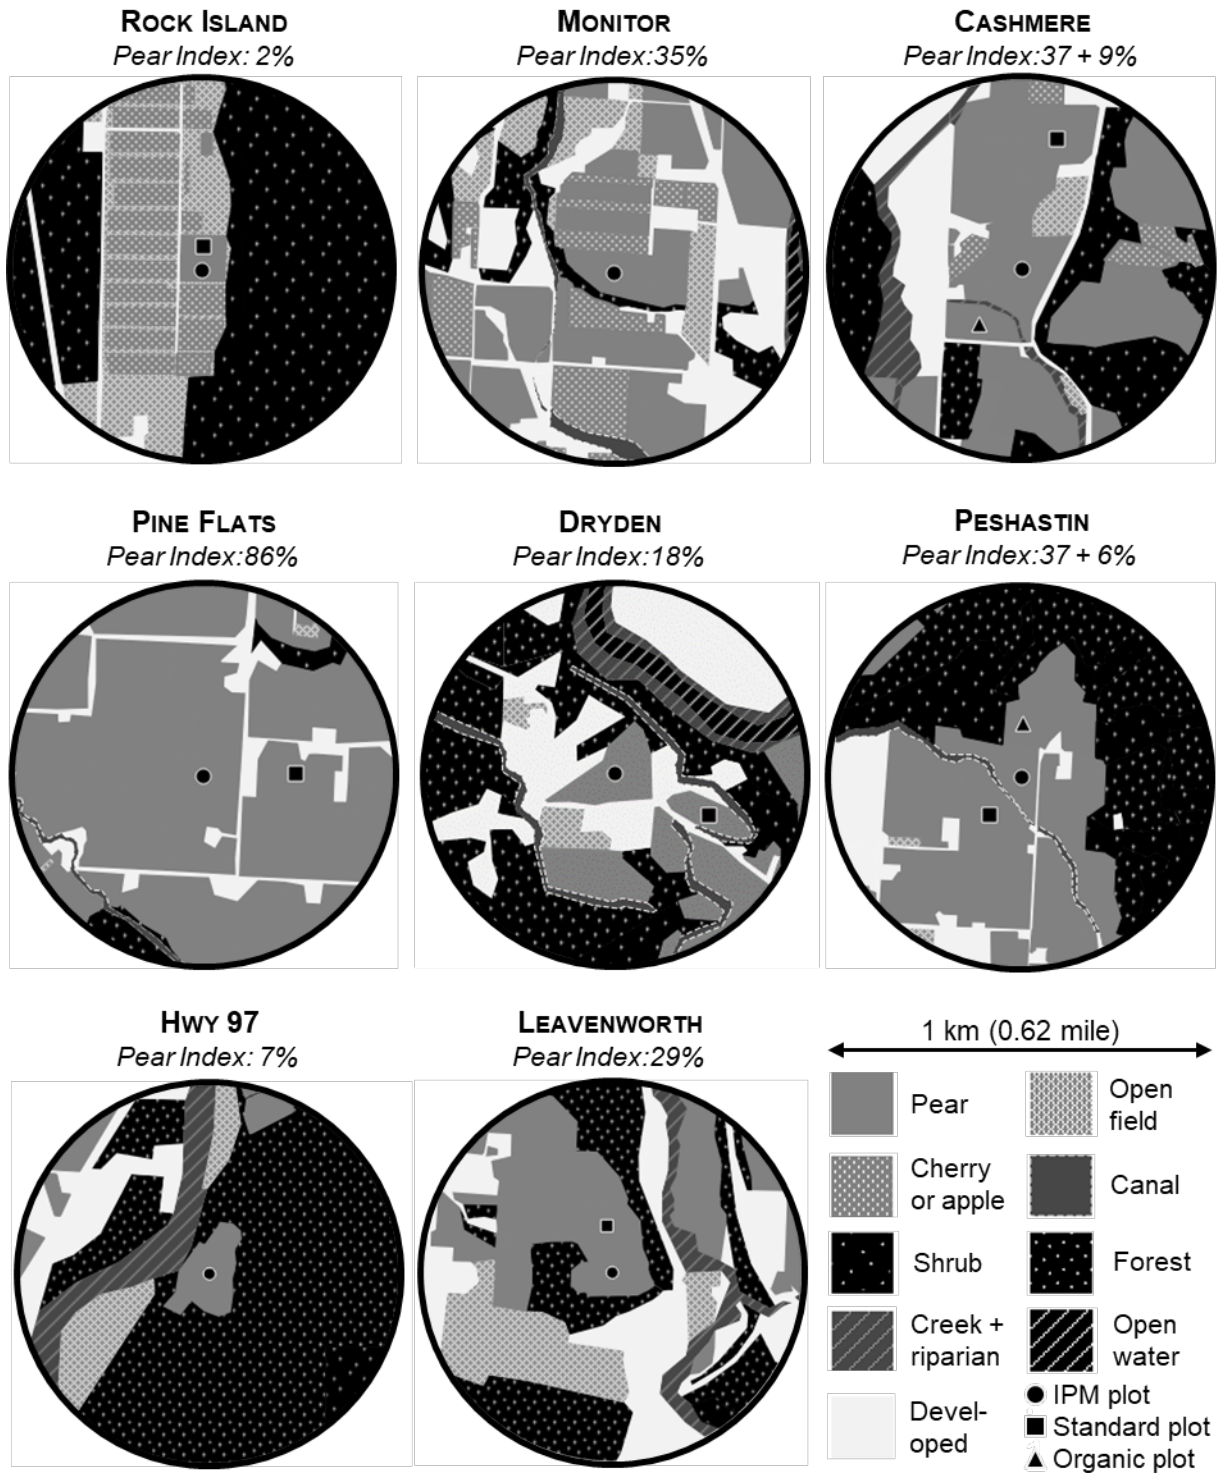 ROCK ISLAND
Pear Index: 2%
MONITOR
Pear Index:35%
CASHMERE
Pear Index:37 + 9%
PINE FLATS
Pear Index:86%
DRYDEN
Pear Index:18%
PESHASTIN
Pear Index:37 + 6%
HWY 97
Pear Index: 7%
LEAVENWORTH
Pear Index:29%
1 km (0.62 mile)
Pear
Open
field
Cherry
or apple
Canal
Shrub
Forest
Creek +
riparian
Open
water
Devel-
oped
IPM plot
Standard plot
Organic plot